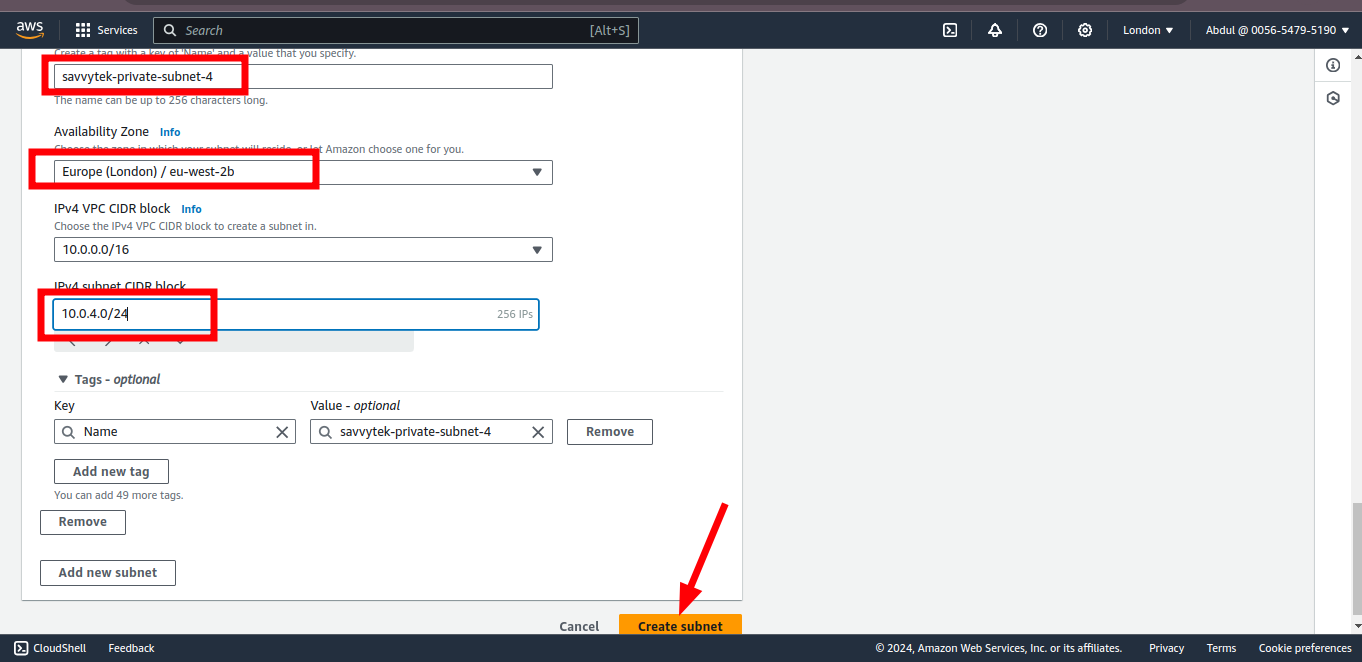 aws Services Search [Alt+S] London Abdul @ 0056-5479-5190
Create a tag with a key of 'Name' and a value that you specify.
savvytek-private-subnet-4
The name can be up to 256 characters long.
Availability Zone Info
Choose the zone in which your subnet will reside, or let Amazon choose one for you.
Europe (London) / eu-west-2b
IPv4 VPC CIDR block Info
Choose the IPv4 VPC CIDR block to create a subnet in.
10.0.0.0/16
IPv4 subnet CIDR block
10.0.4.0/24 256 IPs
Tags - optional
Key Value - optional
Name savvytek-private-subnet-4 Remove
Add new tag
You can add 49 more tags.
Remove
Add new subnet
Cancel Create subnet
CloudShell Feedback © 2024, Amazon Web Services, Inc. or its affiliates. Privacy Terms Cookie preferences